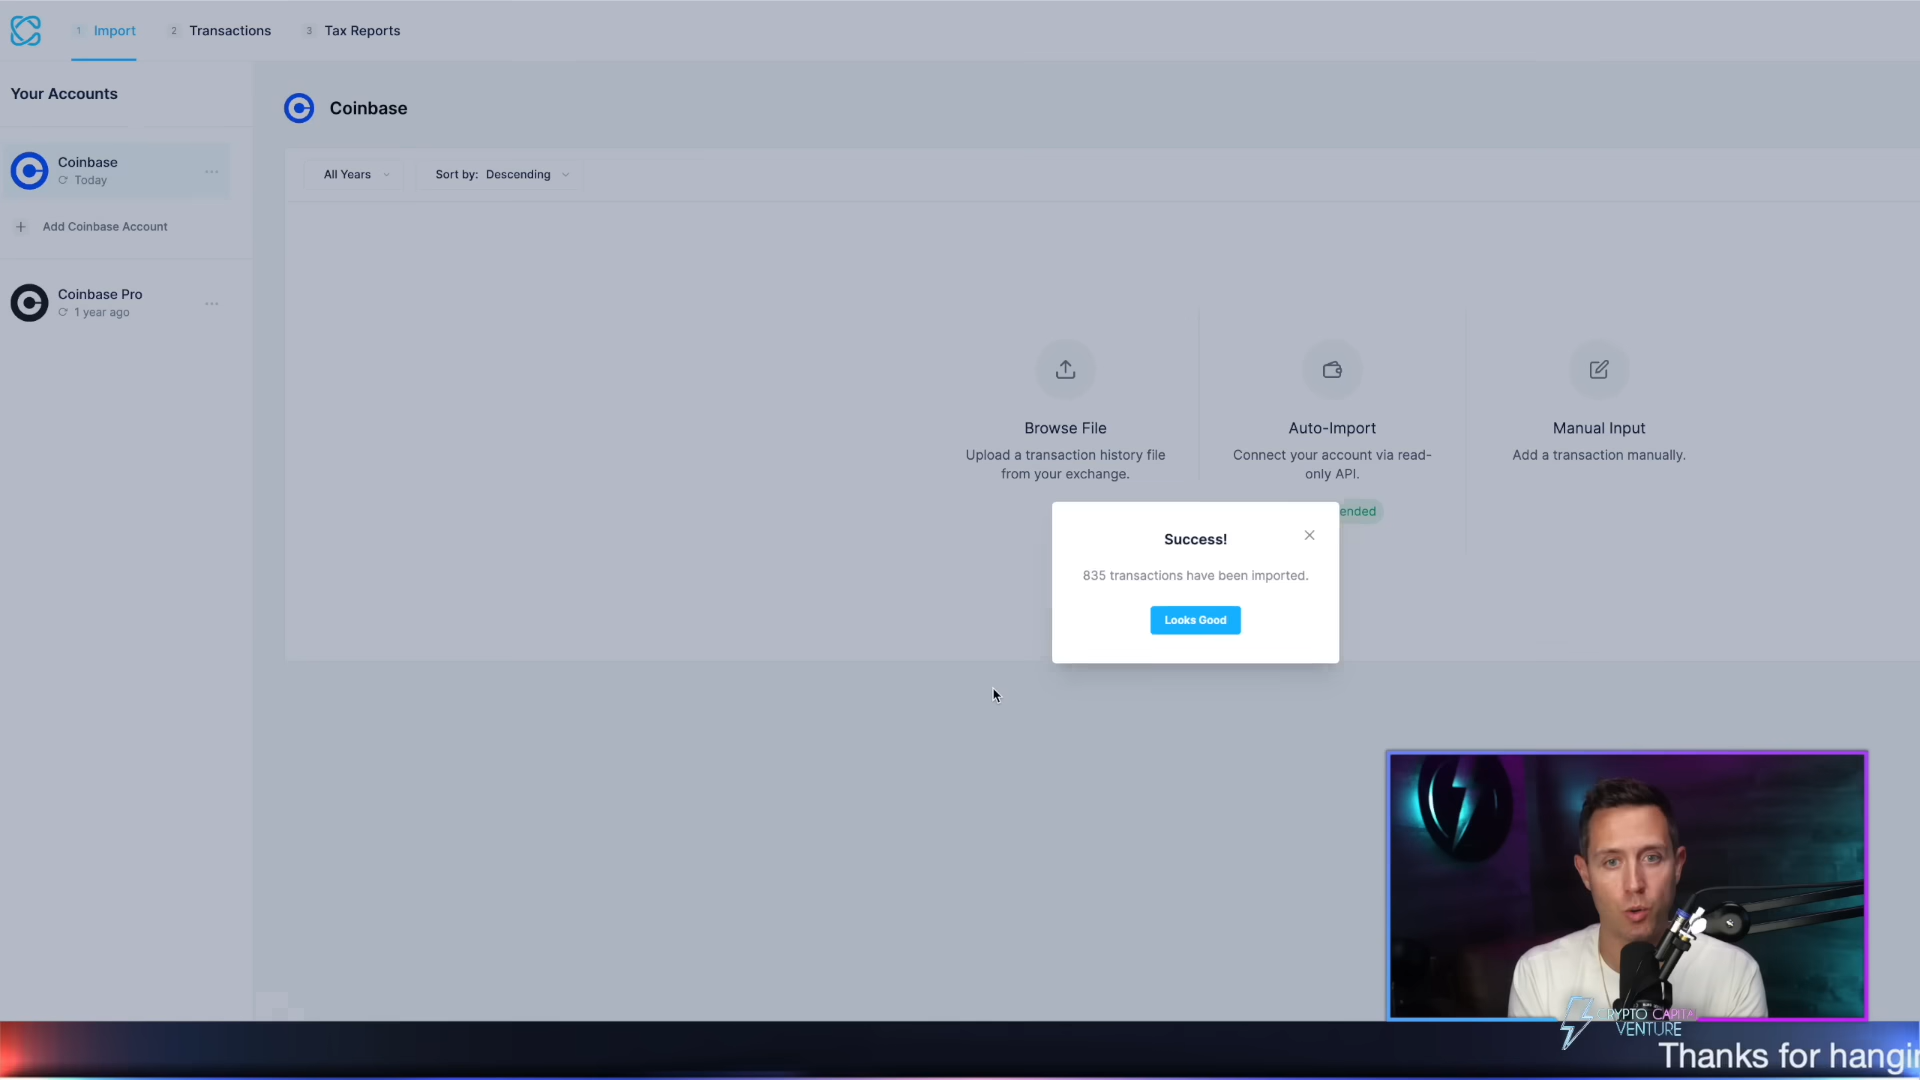 1 Import
2 Transactions
3 Tax Reports
Your Accounts
Coinbase
Today
Add Coinbase Account
Coinbase Pro
1 year ago
Coinbase
All Years
Sort by: Descending
Browse File
Upload a transaction history file
from your exchange.
Auto-Import
Connect your account via read-
only API.
ended
Manual Input
Add a transaction manually.
Success!
835 transactions have been imported.
Looks Good
CRYPTO CAPITAL
VENTURE
Thanks for hangin